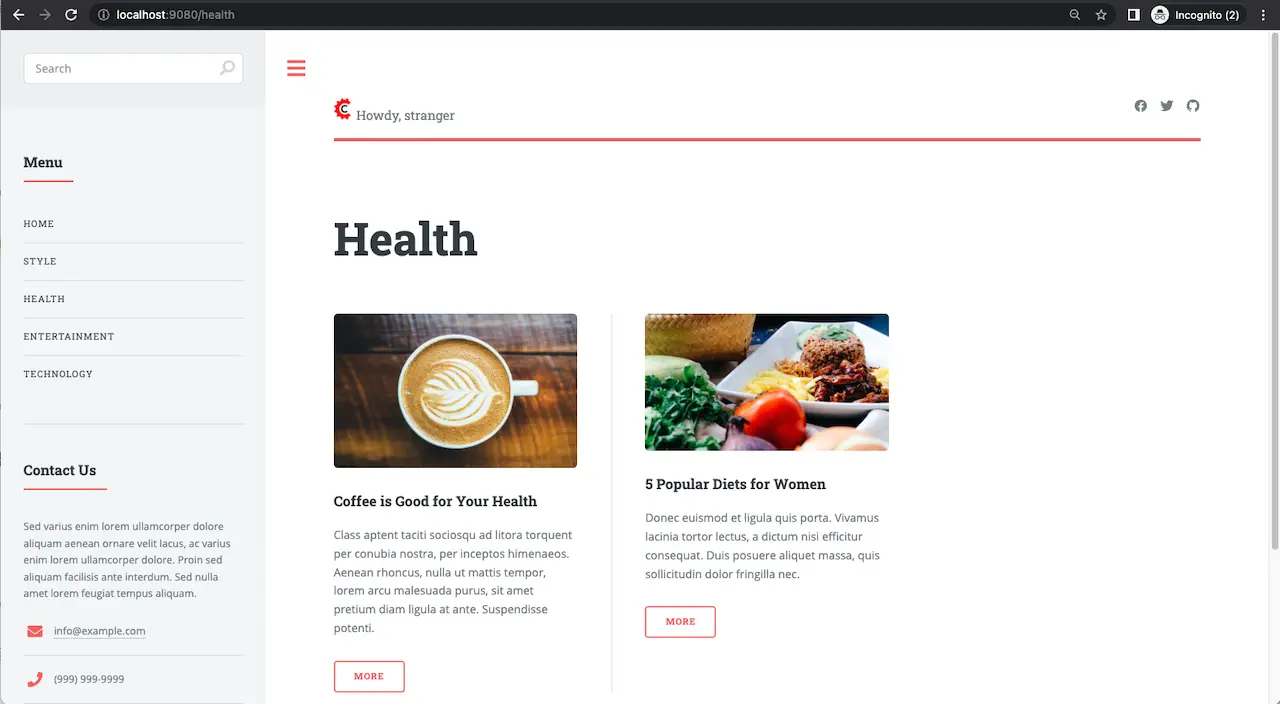 localhost:9080/health
Incognito (2)
Search
Menu
HOME
STYLE
HEALTH
ENTERTAINMENT
TECHNOLOGY
Contact Us
Sed varius enim lorem ullamcorper dolore
aliquam aenean ornare velit lacus, ac varius
enim lorem ullamcorper dolore. Proin sed
aliquam facilisis ante interdum. Sed nulla
amet lorem feugiat tempus aliquam.
info@example.com
(999) 999-9999
C Howdy, stranger
Health
Coffee is Good for Your Health
Class aptent taciti sociosqu ad litora torquent
per conubia nostra, per inceptos himenaeos.
Aenean rhoncus, nulla ut mattis tempor,
lorem arcu malesuada purus, sit amet
pretium diam ligula at ante. Suspendisse
potenti.
MORE
5 Popular Diets for Women
Donec euismod et ligula quis porta. Vivamus
lacinia tortor lectus, a dictum nisi efficitur
consequat. Duis posuere aliquet massa, quis
sollicitudin dolor fringilla nec.
MORE